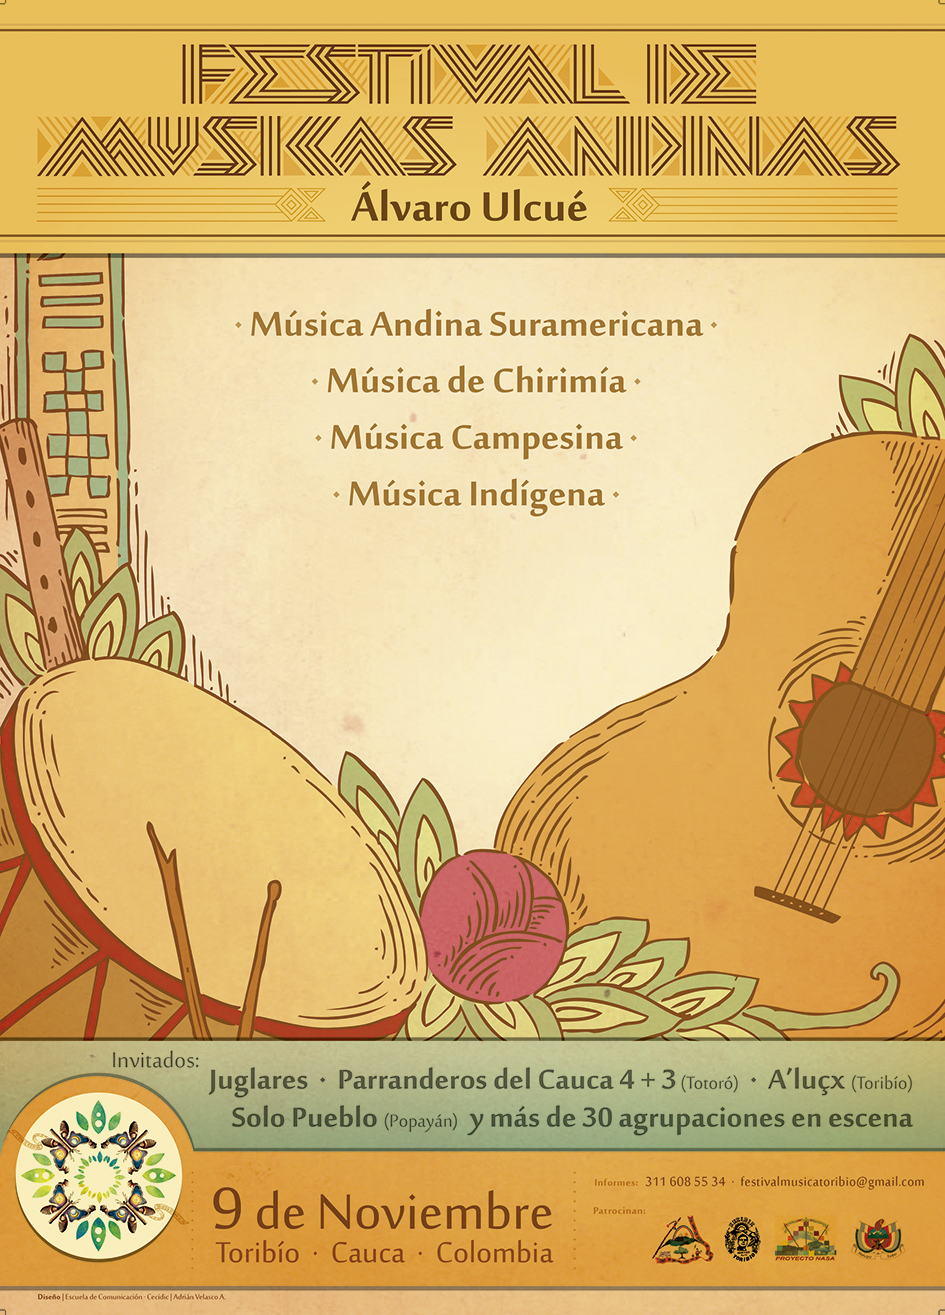 FESTIVAL DE
MUSICAS ANDINAS
Álvaro Ulcué
· Música Andina Suramericana ·
· Música de Chirimía ·
· Música Campesina ·
· Música Indígena ·
Invitados:
Juglares · Parranderos del Cauca 4 + 3 (Totoró) · A'luçx (Toribío)
Solo Pueblo (Popayán) y más de 30 agrupaciones en escena
9 de Noviembre
Toribío · Cauca · Colombia
Informes: 311 608 55 34 · festivalmusicatoribio@gmail.com
Patrocinan:
PROYECTO NASA
Diseño | Escuela de Comunicación - Cecidic | Adrián Velasco A.